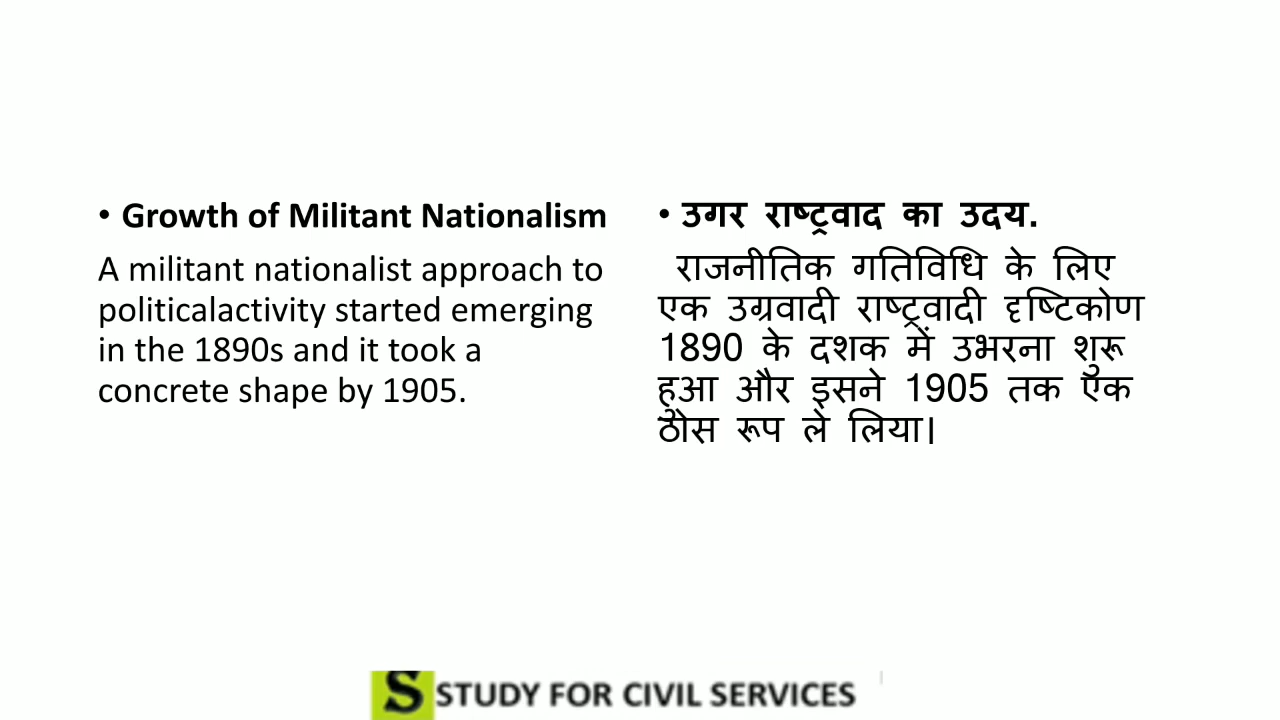 • Growth of Militant Nationalism
A militant nationalist approach to
politicalactivity started emerging
in the 1890s and it took a
concrete shape by 1905.
• उगर राष्ट्रवाद का उदय.
राजनीतिक गतिविधि के लिए
एक उग्रवादी राष्ट्रवादी दृष्टिकोण
1890 के दशक में उभरना शुरू
हुआ और इसने 1905 तक एक
ठोस रूप ले लिया।
S STUDY FOR CIVIL SERVICES